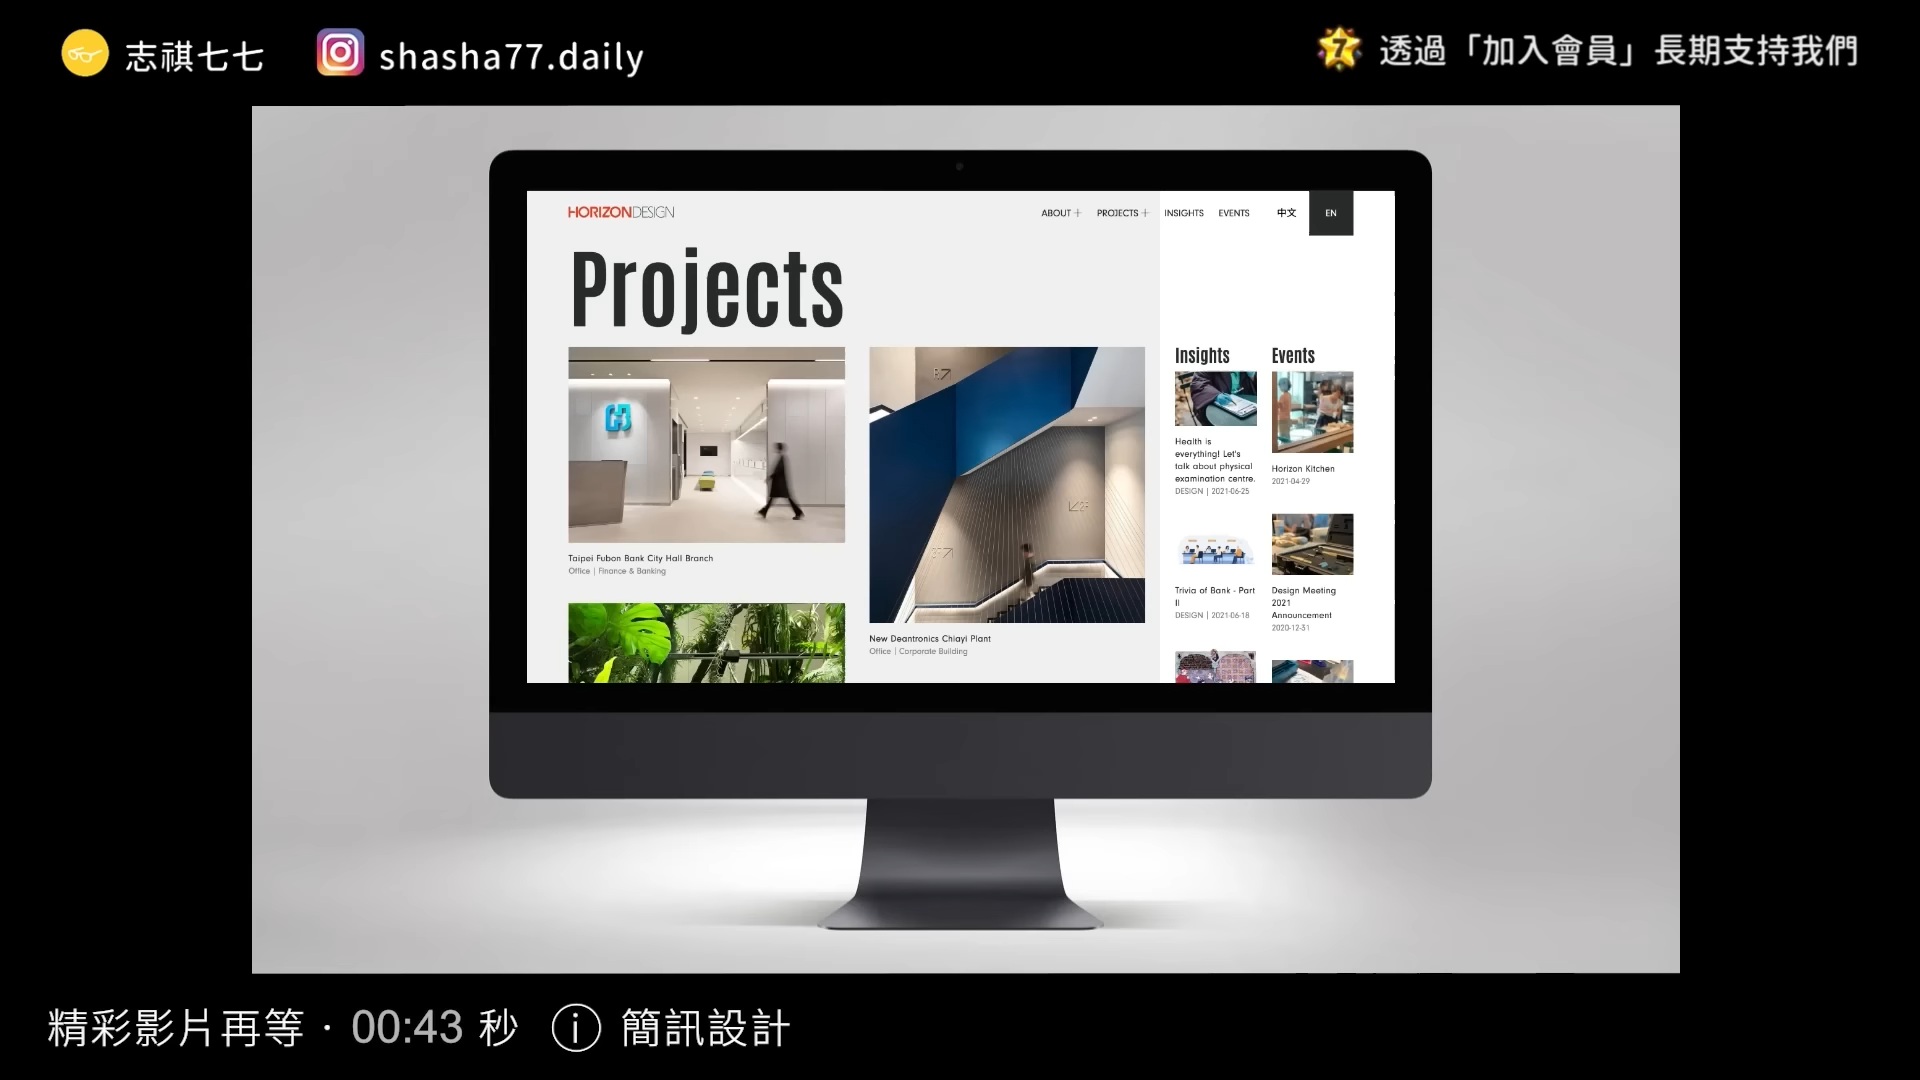 志祺七七
shasha77.daily
7
透過「加入會員」長期支持我們
HORIZONDESIGN
ABOUT +
PROJECTS +
INSIGHTS
EVENTS
中文
EN
Projects
Taipei Fubon Bank City Hall Branch
Office | Finance & Banking
New Deantronics Chiayi Plant
Office | Corporate Building
Insights
Health is
everything! Let's
talk about physical
examination centre.
DESIGN | 2021-06-25
Trivia of Bank - Part
II
DESIGN | 2021-06-18
Events
Horizon Kitchen
2021-04-29
Design Meeting
2021
Announcement
2020-12-31
精彩影片再等 · 00:43 秒
簡訊設計